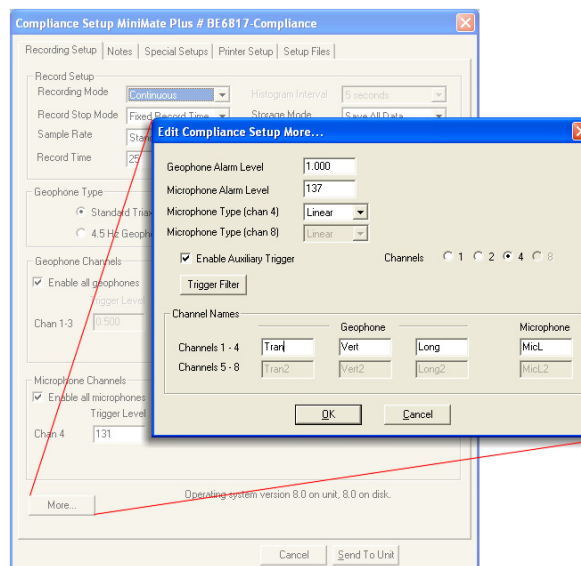 Compliance Setup MiniMate Plus # BE6817-Compliance
Recording Setup Notes Special Setups Printer Setup Setup Files
Record Setup
Recording Mode Continuous Histogram Interval 5 seconds
Record Stop Mode Fixed Record Time Storage Mode Save All Data
Sample Rate Stan
Record Time 25
Geophone Type
Standard Triax
4.5 Hz Geoph
Geophone Channels
Enable all geophones
Trigger Level
Chan 1-3 0.500
Microphone Channels
Enable all microphones
Trigger Level
Chan 4 131
More... Operating system version 8.0 on unit, 8.0 on disk.
Cancel Send To Unit
Edit Compliance Setup More...
Geophone Alarm Level 1.000
Microphone Alarm Level 137
Microphone Type (chan 4) Linear
Microphone Type (chan 8) Linear
Enable Auxiliary Trigger Channels 1 2 4 8
Trigger Filter
Channel Names
Geophone Microphone
Channels 1 - 4 Tran Vert Long MicL
Channels 5 - 8 Tran2 Vert2 Long2 MicL2
OK Cancel